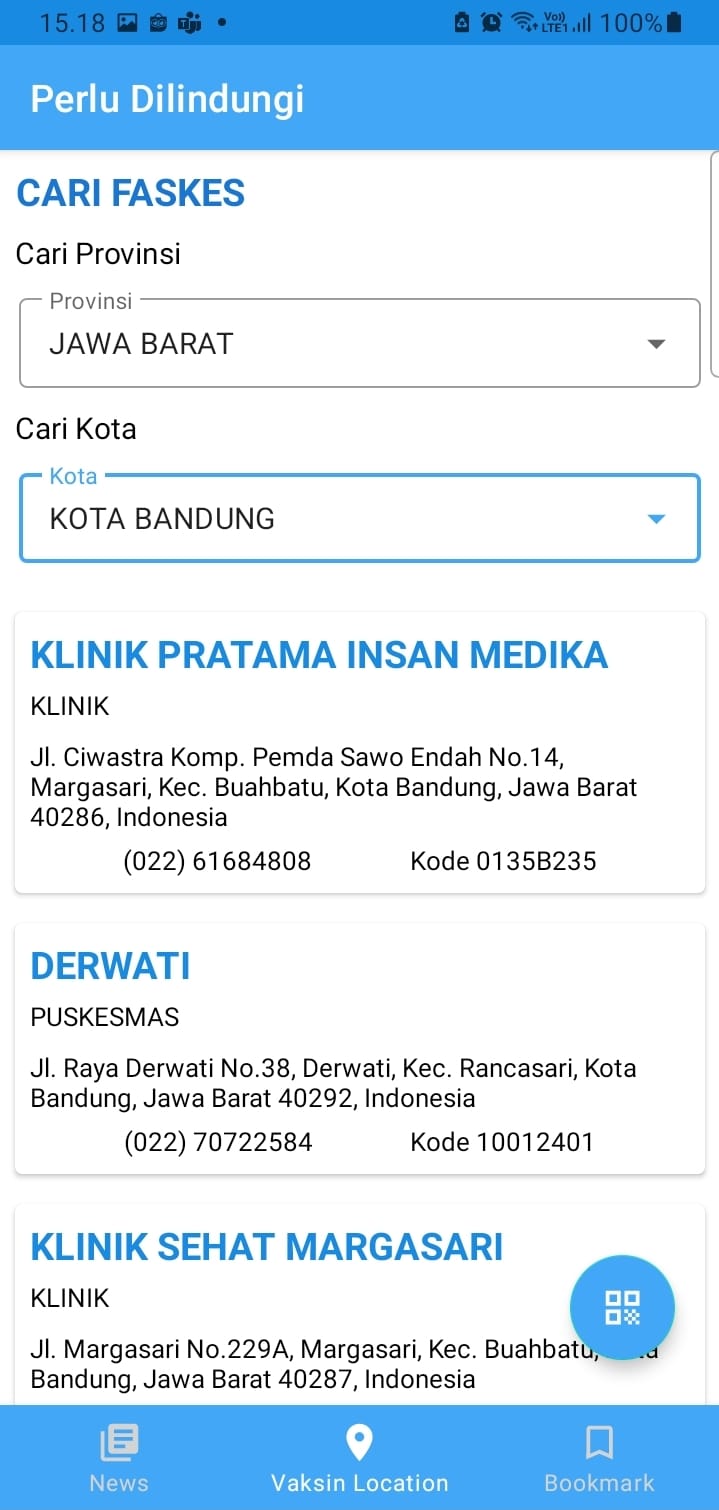 15.18
Vo))
LTE1
100%
Perlu Dilindungi
CARI FASKES
Cari Provinsi
Provinsi
JAWA BARAT
Cari Kota
Kota
KOTA BANDUNG
KLINIK PRATAMA INSAN MEDIKA
KLINIK
Jl. Ciwastra Komp. Pemda Sawo Endah No.14,
Margasari, Kec. Buahbatu, Kota Bandung, Jawa Barat
40286, Indonesia
(022) 61684808 Kode 0135B235
DERWATI
PUSKESMAS
Jl. Raya Derwati No.38, Derwati, Kec. Rancasari, Kota
Bandung, Jawa Barat 40292, Indonesia
(022) 70722584 Kode 10012401
KLINIK SEHAT MARGASARI
KLINIK
Jl. Margasari No.229A, Margasari, Kec. Buahbatu,
Bandung, Jawa Barat 40287, Indonesia
News Vaksin Location Bookmark